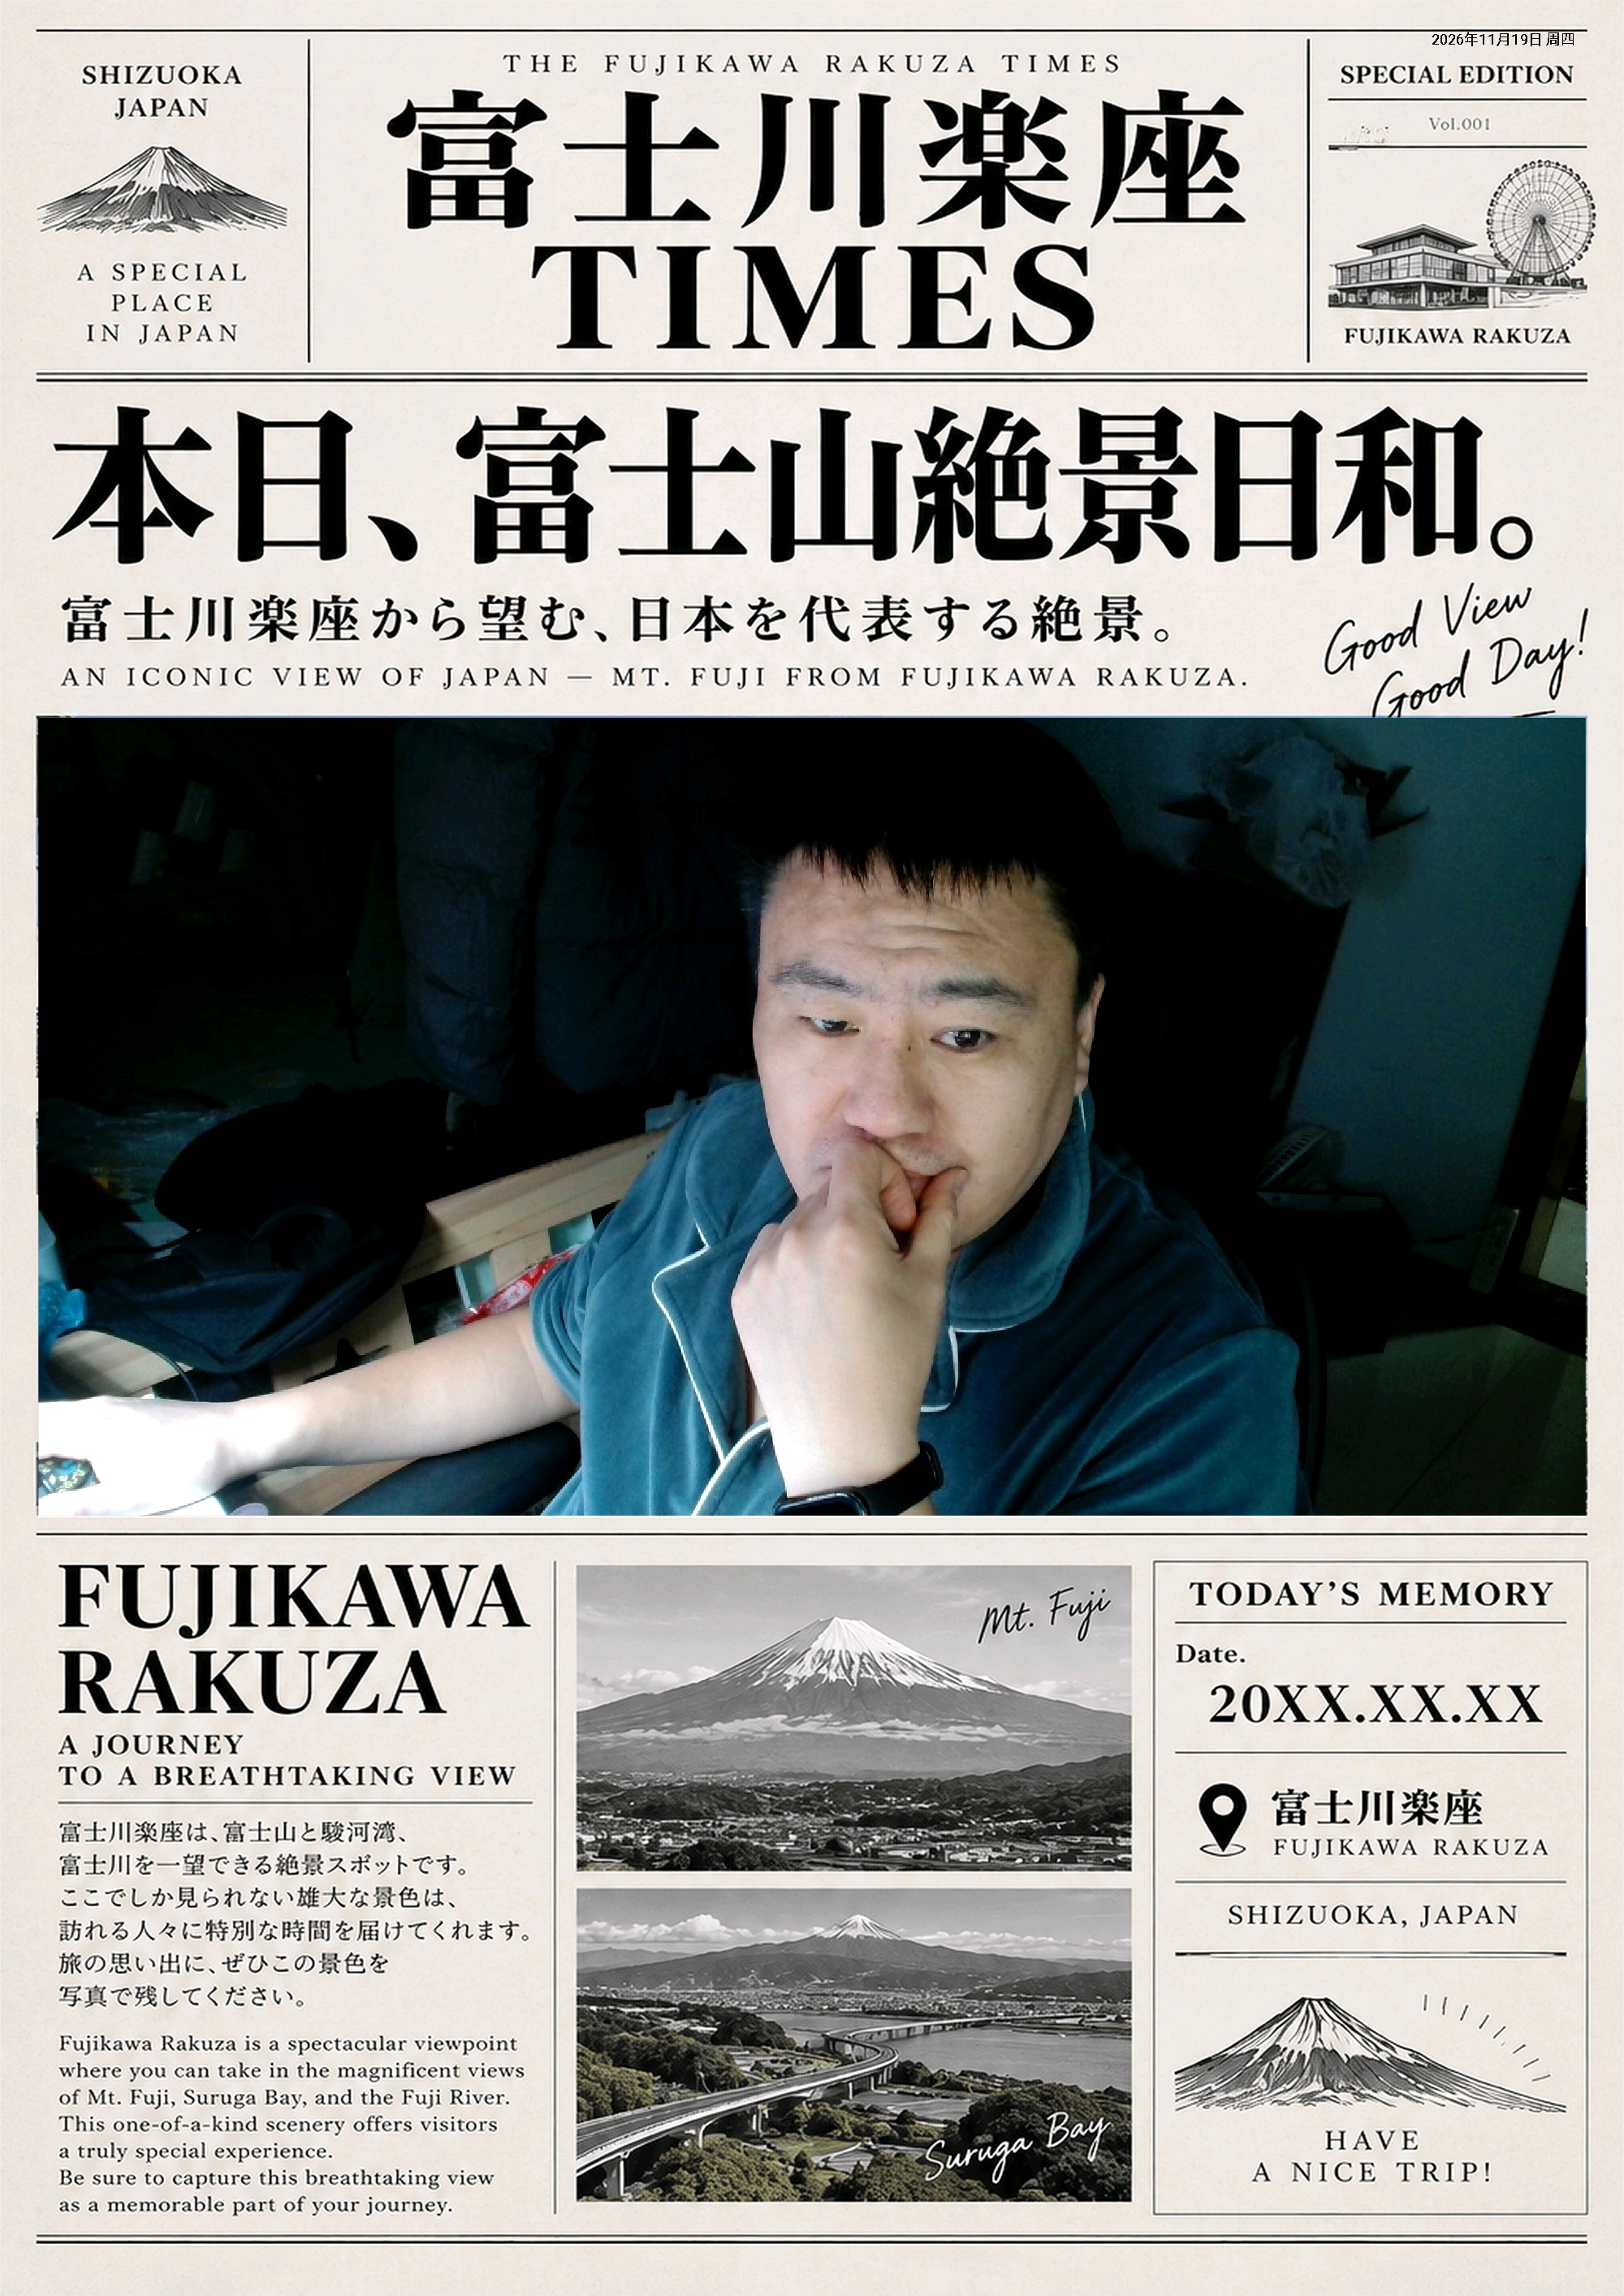 2026年11月19日 周四
SHIZUOKA
JAPAN
A SPECIAL
PLACE
IN JAPAN
THE FUJIKAWA RAKUZA TIMES
富士川楽座
TIMES
SPECIAL EDITION
Vol.001
FUJIKAWA RAKUZA
本日、富士山絶景日和。
富士川楽座から望む、日本を代表する絶景。
AN ICONIC VIEW OF JAPAN — MT. FUJI FROM FUJIKAWA RAKUZA.
Good View
Good Day!
FUJIKAWA
RAKUZA
A JOURNEY
TO A BREATHTAKING VIEW
富士川楽座は、富士山と駿河湾、
富士川を一望できる絶景スポットです。
ここでしか見られない雄大な景色は、
訪れる人々に特別な時間を届けてくれます。
旅の思い出に、ぜひこの景色を
写真で残してください。
Fujikawa Rakuza is a spectacular viewpoint
where you can take in the magnificent views
of Mt. Fuji, Suruga Bay, and the Fuji River.
This one-of-a-kind scenery offers visitors
a truly special experience.
Be sure to capture this breathtaking view
as a memorable part of your journey.
Mt. Fuji
Suruga Bay
TODAY'S MEMORY
Date.
20XX.XX.XX
富士川楽座
FUJIKAWA RAKUZA
SHIZUOKA, JAPAN
HAVE
A NICE TRIP!